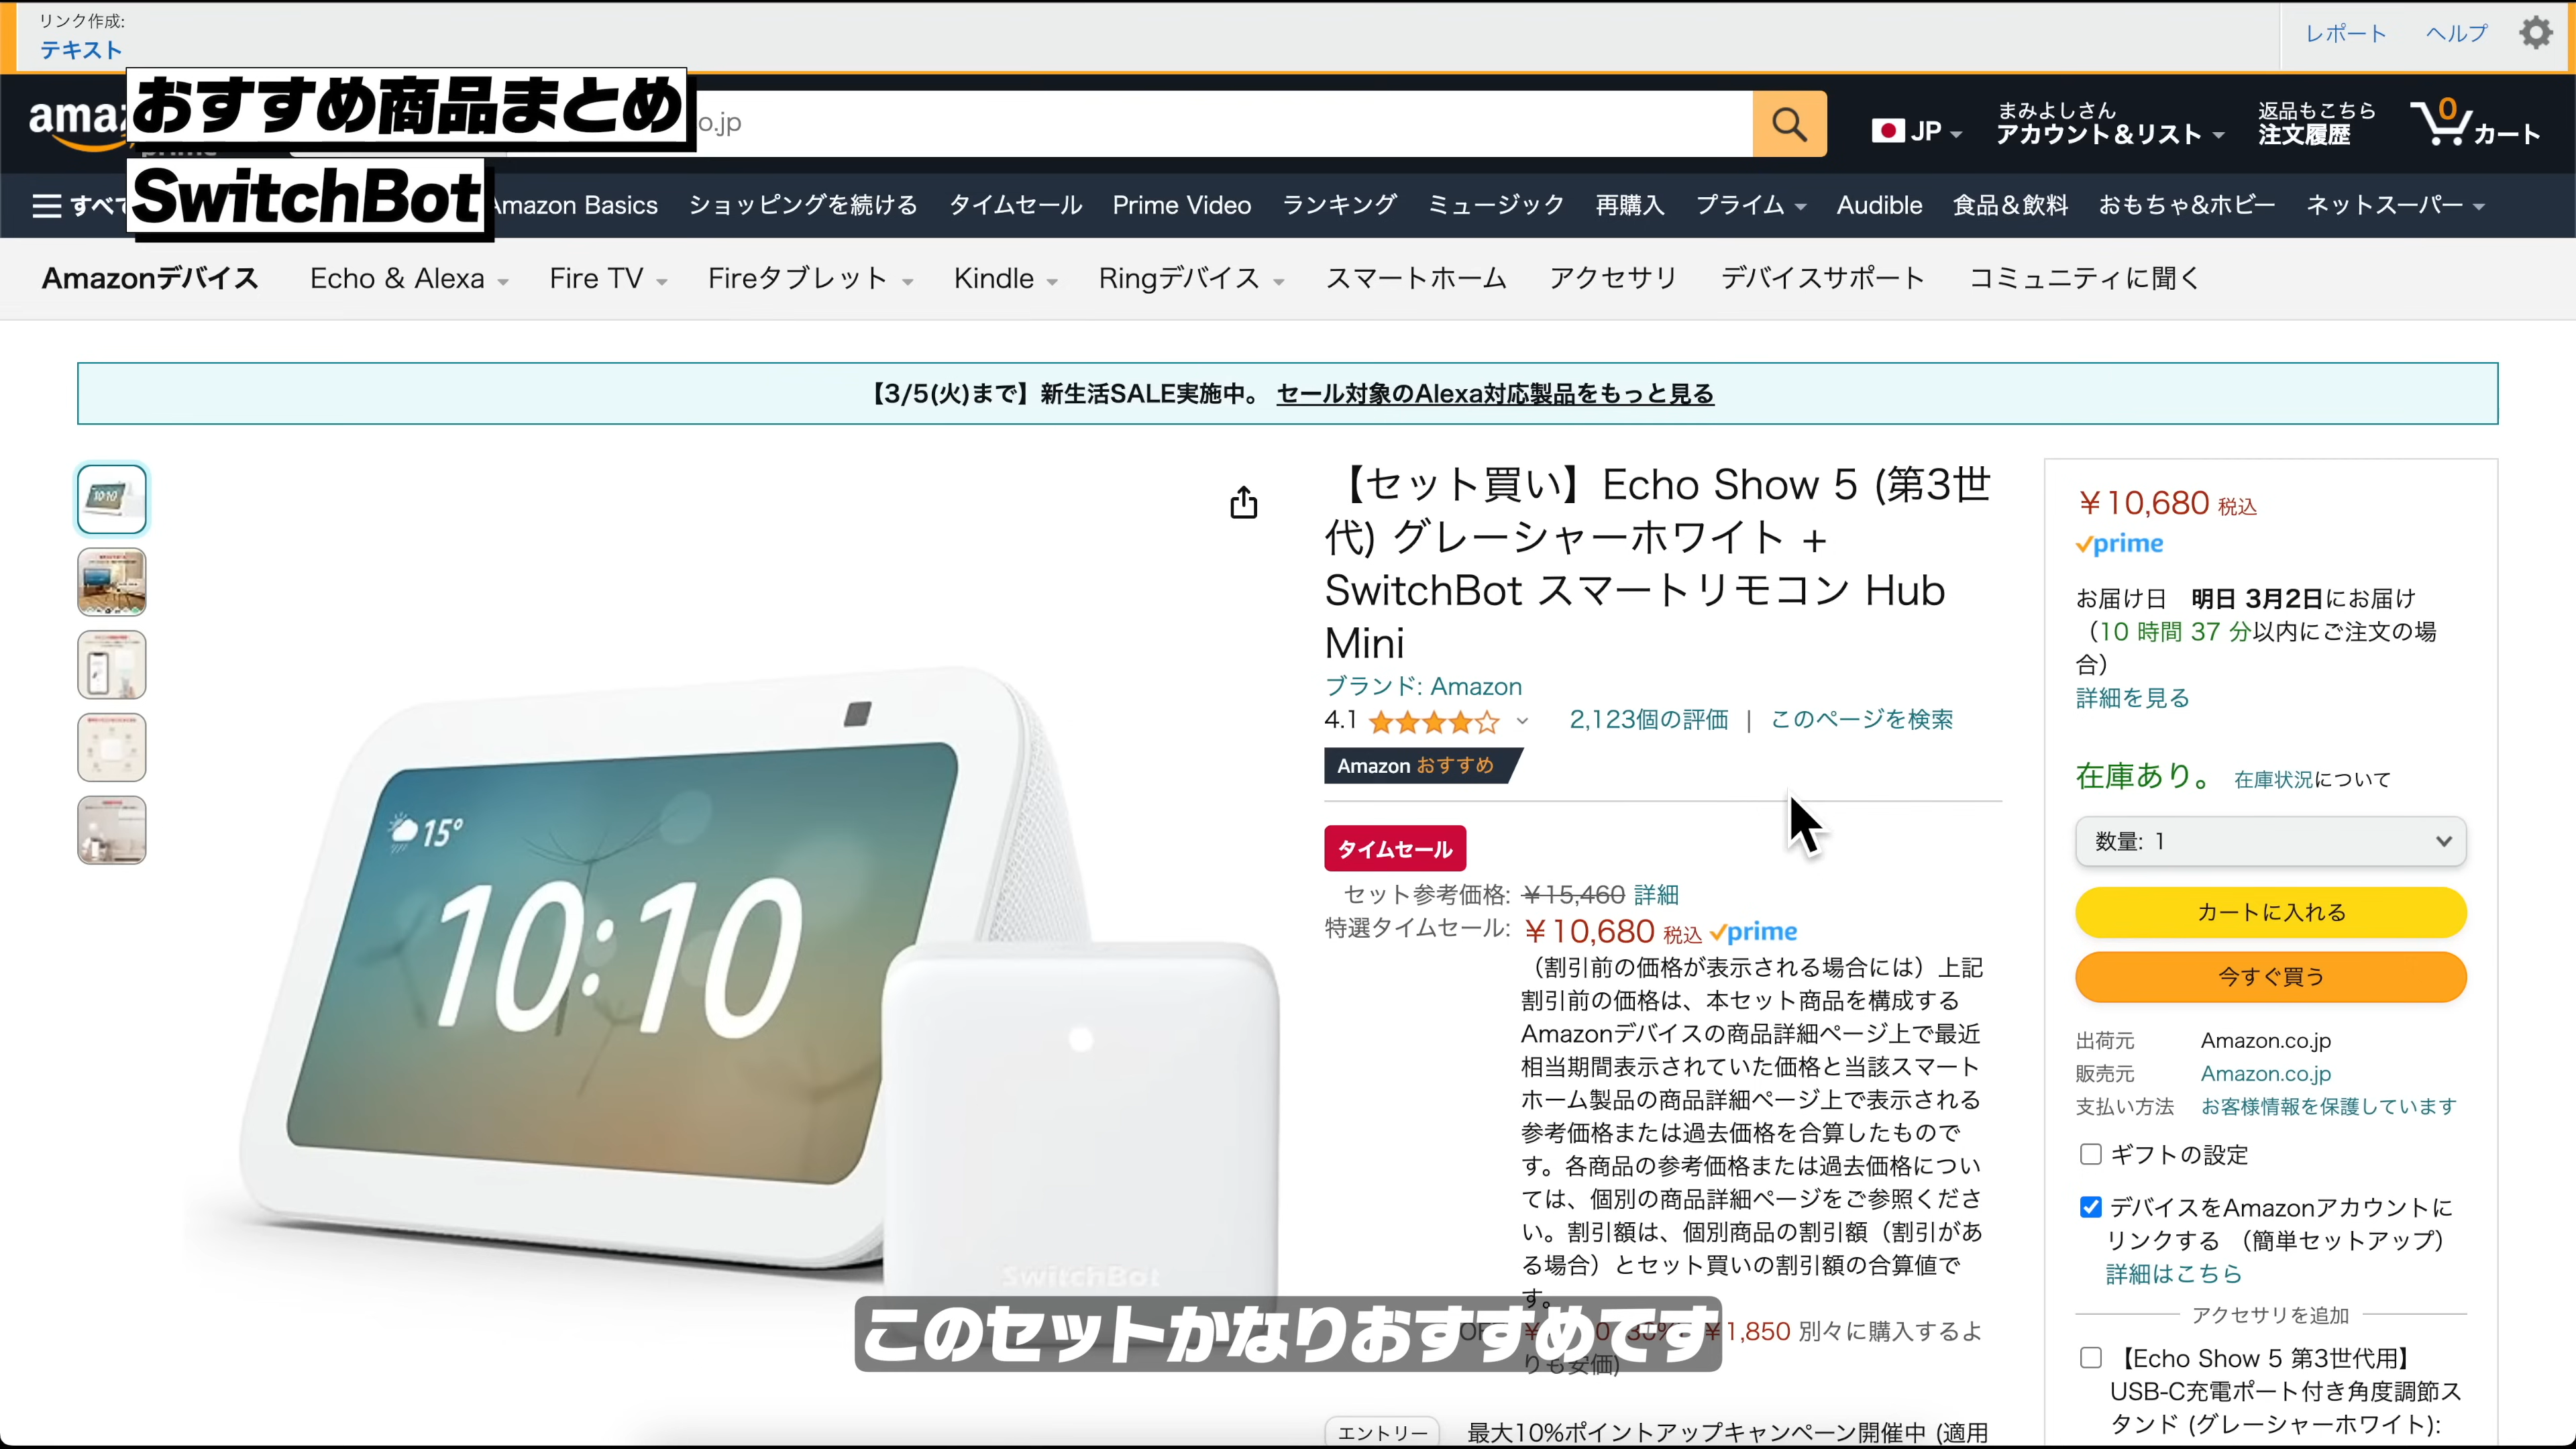 リンク作成:
テキスト
レポート
ヘルプ
おすすめ商品まとめ
SwitchBot
o.jp
JP
まみよしさん
アカウント&リスト
返品もこちら
注文履歴
0
カート
すべて
Amazon Basics
ショッピングを続ける
タイムセール
Prime Video
ランキング
ミュージック
再購入
プライム
Audible
食品&飲料
おもちゃ&ホビー
ネットスーパー
Amazonデバイス
Echo & Alexa
Fire TV
Fireタブレット
Kindle
Ringデバイス
スマートホーム
アクセサリ
デバイスサポート
コミュニティに聞く
【3/5(火)まで】新生活SALE実施中。 セール対象のAlexa対応製品をもっと見る
15°
10:10
SwitchBot
【セット買い】Echo Show 5 (第3世
代) グレーシャーホワイト +
SwitchBot スマートリモコン Hub
Mini
ブランド: Amazon
4.1
2,123個の評価 | このページを検索
Amazon おすすめ
タイムセール
セット参考価格: ￥15,460 詳細
特選タイムセール: ￥10,680 税込 prime
（割引前の価格が表示される場合には）上記
割引前の価格は、本セット商品を構成する
Amazonデバイスの商品詳細ページ上で最近
相当期間表示されていた価格と当該スマート
ホーム製品の商品詳細ページ上で表示される
参考価格または過去価格を合算したもので
す。各商品の参考価格または過去価格につい
ては、個別の商品詳細ページをご参照くださ
い。割引額は、個別商品の割引額（割引があ
る場合）とセット買いの割引額の合算値で
す。
￥1,850 別々に購入するよ
りも安価)
このセットかなりおすすめです
エントリー
最大10%ポイントアップキャンペーン開催中 (適用
￥10,680 税込
prime
お届け日 明日 3月2日にお届け
（10 時間 37 分以内にご注文の場
合）
詳細を見る
在庫あり。 在庫状況について
数量: 1
カートに入れる
今すぐ買う
出荷元 Amazon.co.jp
販売元 Amazon.co.jp
支払い方法 お客様情報を保護しています
ギフトの設定
デバイスをAmazonアカウントに
リンクする （簡単セットアップ）
詳細はこちら
アクセサリを追加
【Echo Show 5 第3世代用】
USB-C充電ポート付き角度調節ス
タンド (グレーシャーホワイト):